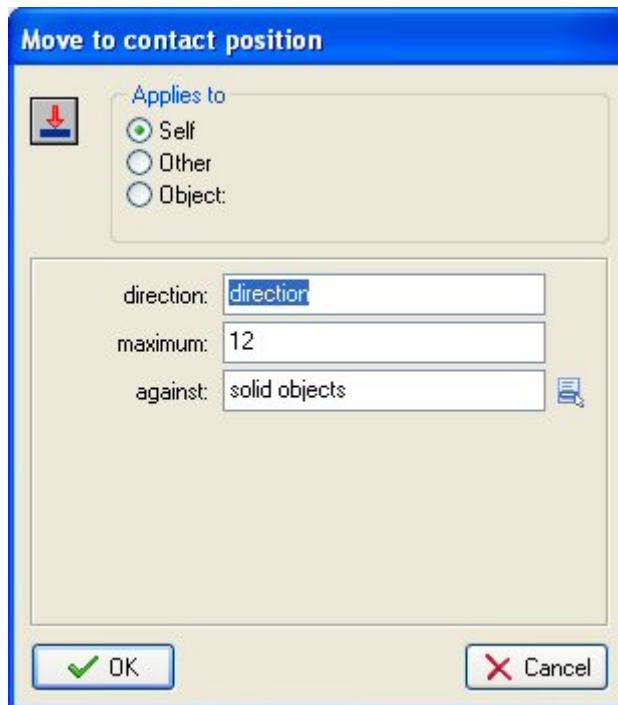 Move to contact position
Applies to
Self
Other
Object:
direction: direction
maximum: 12
against: solid objects
OK Cancel